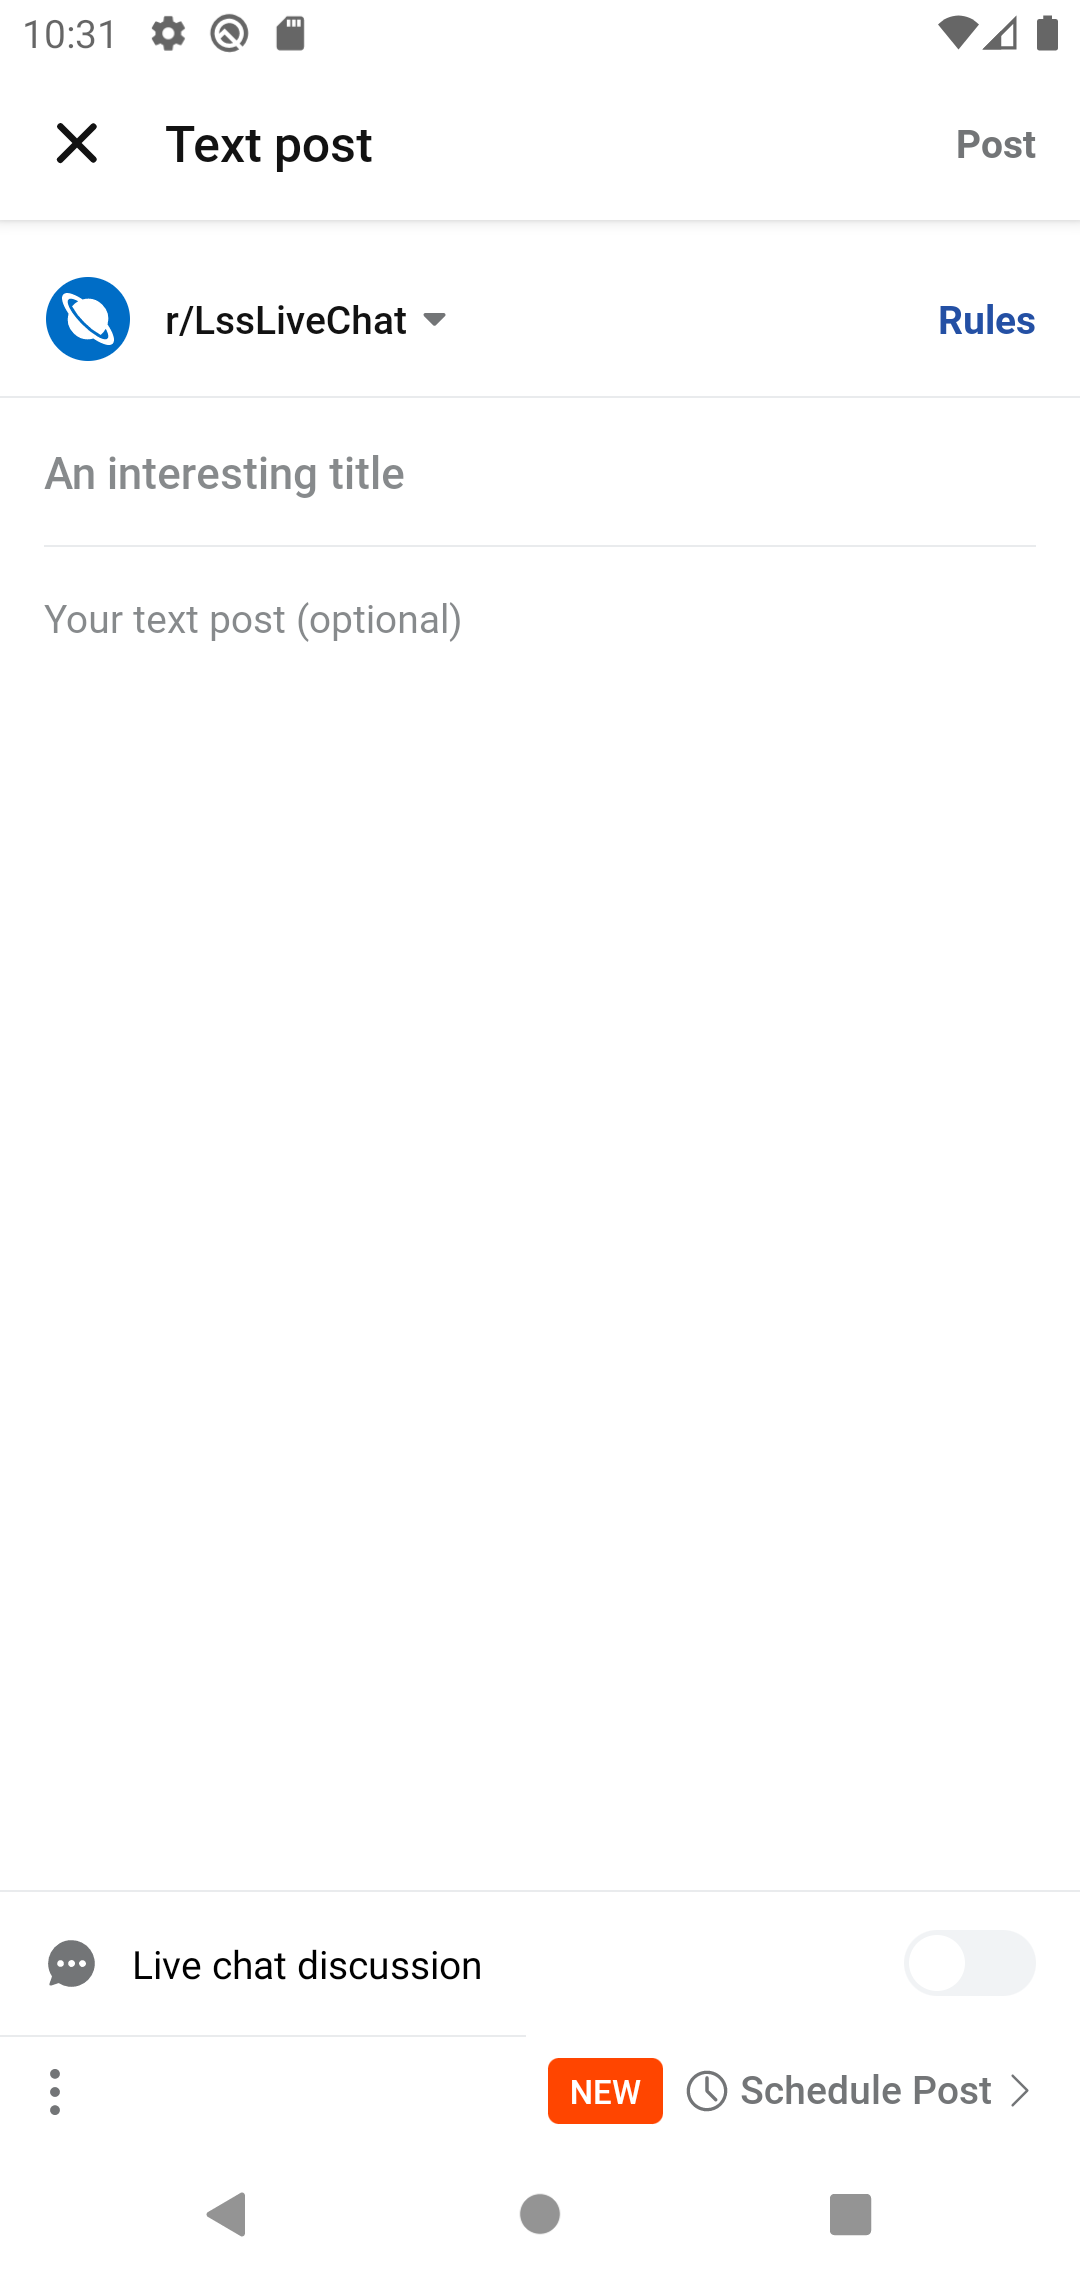 10:31
Text post
Post
r/LssLiveChat
Rules
An interesting title
Your text post (optional)
Live chat discussion
NEW
Schedule Post